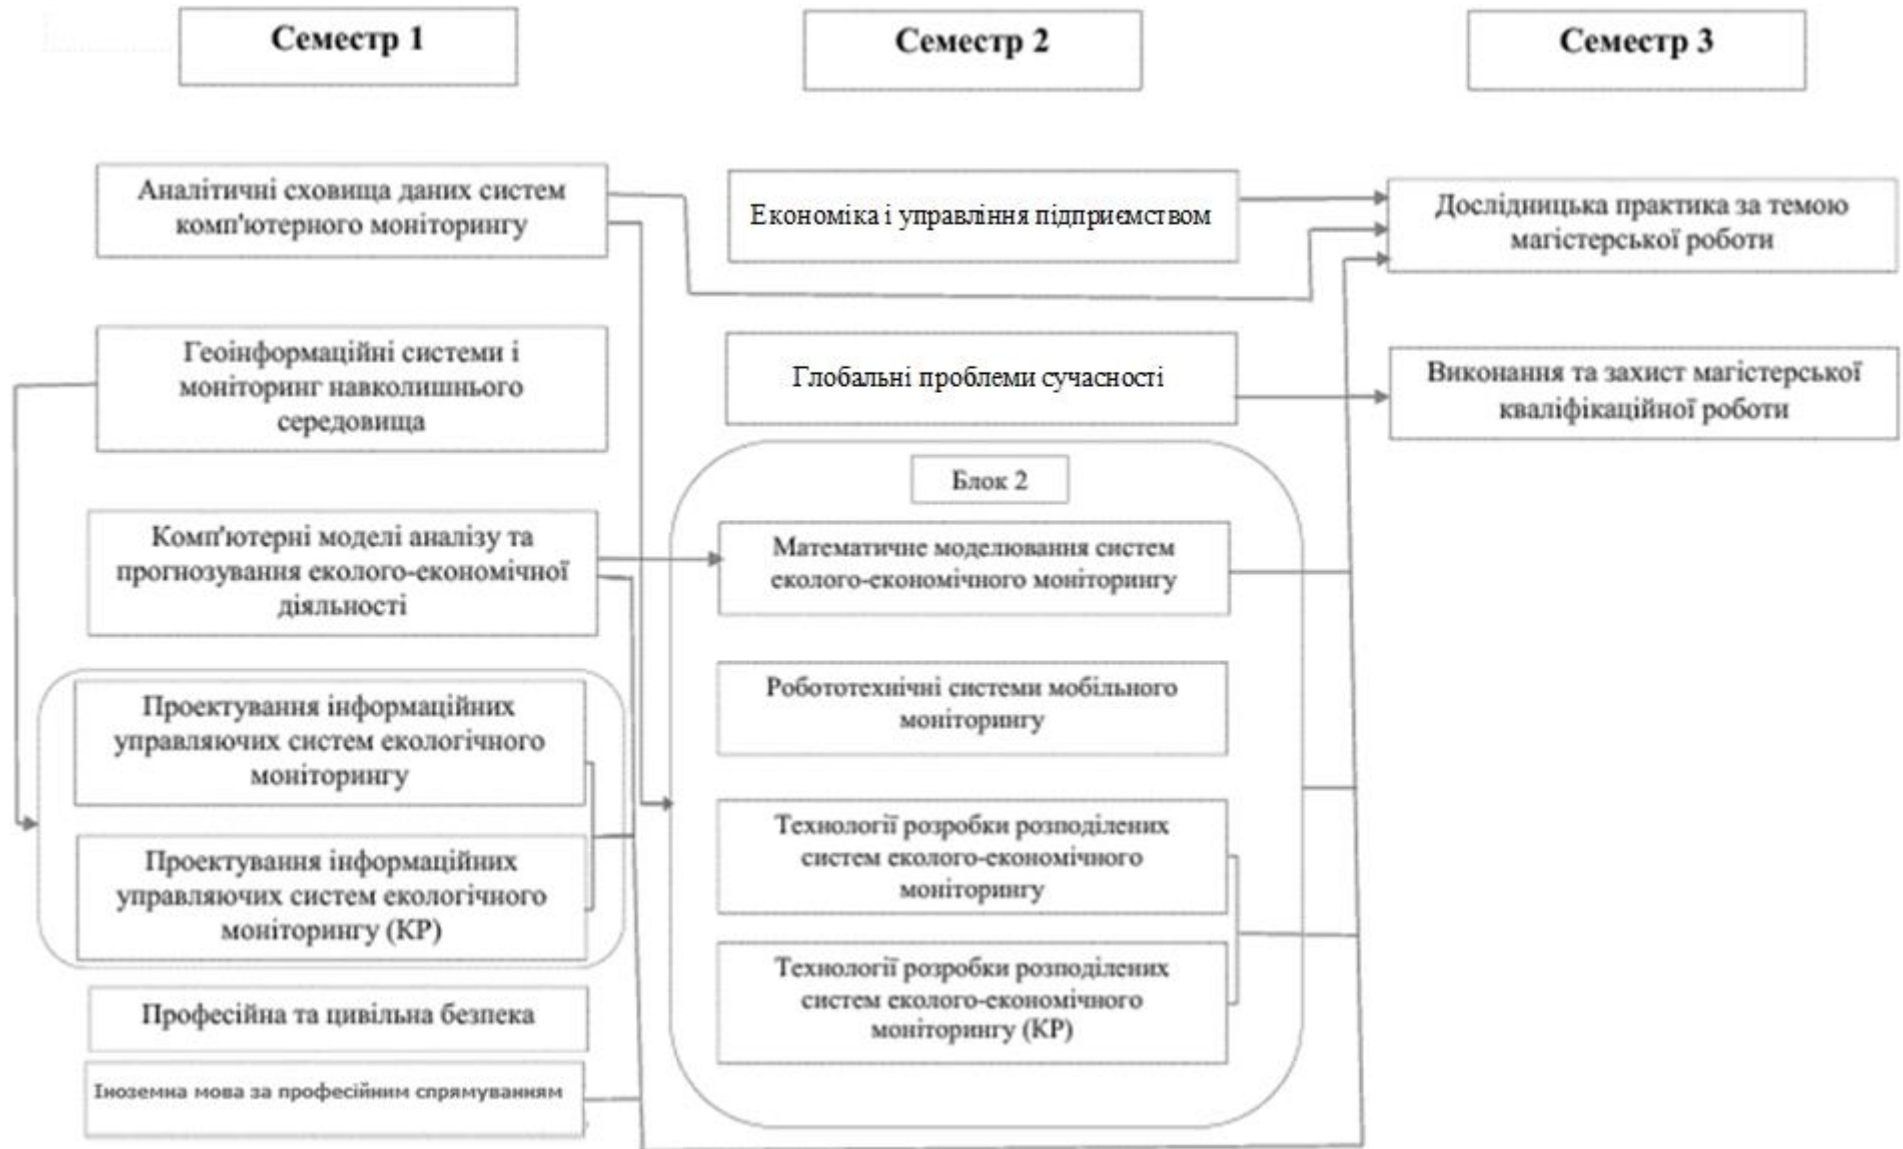 Семестр 1
Семестр 2
Семестр 3
Аналітичні сховища даних систем
комп'ютерного моніторингу
Геоінформаційні системи і
моніторинг навколишнього
середовища
Комп'ютерні моделі аналізу та
прогнозування еколого-економічної
діяльності
Проектування інформаційних
управляючих систем екологічного
моніторингу
Проектування інформаційних
управляючих систем екологічного
моніторингу (КР)
Професійна та цивільна безпека
Іноземна мова за професійним спрямуванням
Економіка і управління підприємством
Глобальні проблеми сучасності
Блок 2
Математичне моделювання систем
еколого-економічного моніторингу
Робототехнічні системи мобільного
моніторингу
Технології розробки розподілених
систем еколого-економічного
моніторингу
Технології розробки розподілених
систем еколого-економічного
моніторингу (КР)
Дослідницька практика за темою
магістерської роботи
Виконання та захист магістерської
кваліфікаційної роботи